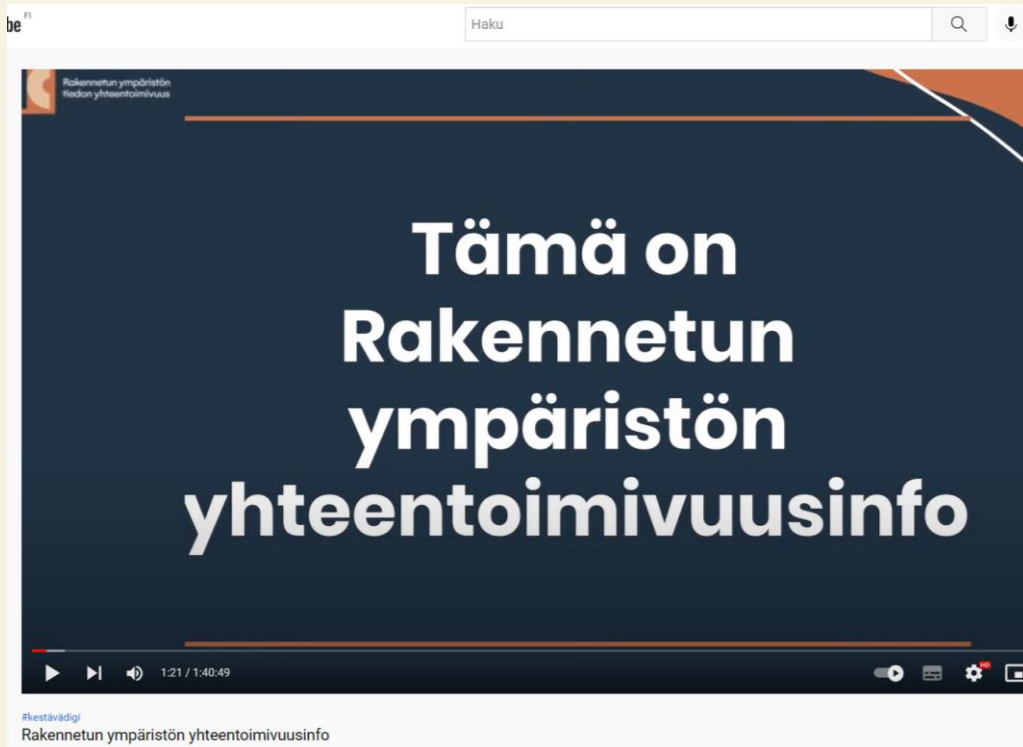 be FI
Haku
Rakennetun ympäristön
tiedon yhteentoimivuus
Tämä on
Rakennetun
ympäristön
yhteentoimivuusinfo
1:21 / 1:40:49
HD
#kestävädigi
Rakennetun ympäristön yhteentoimivuusinfo